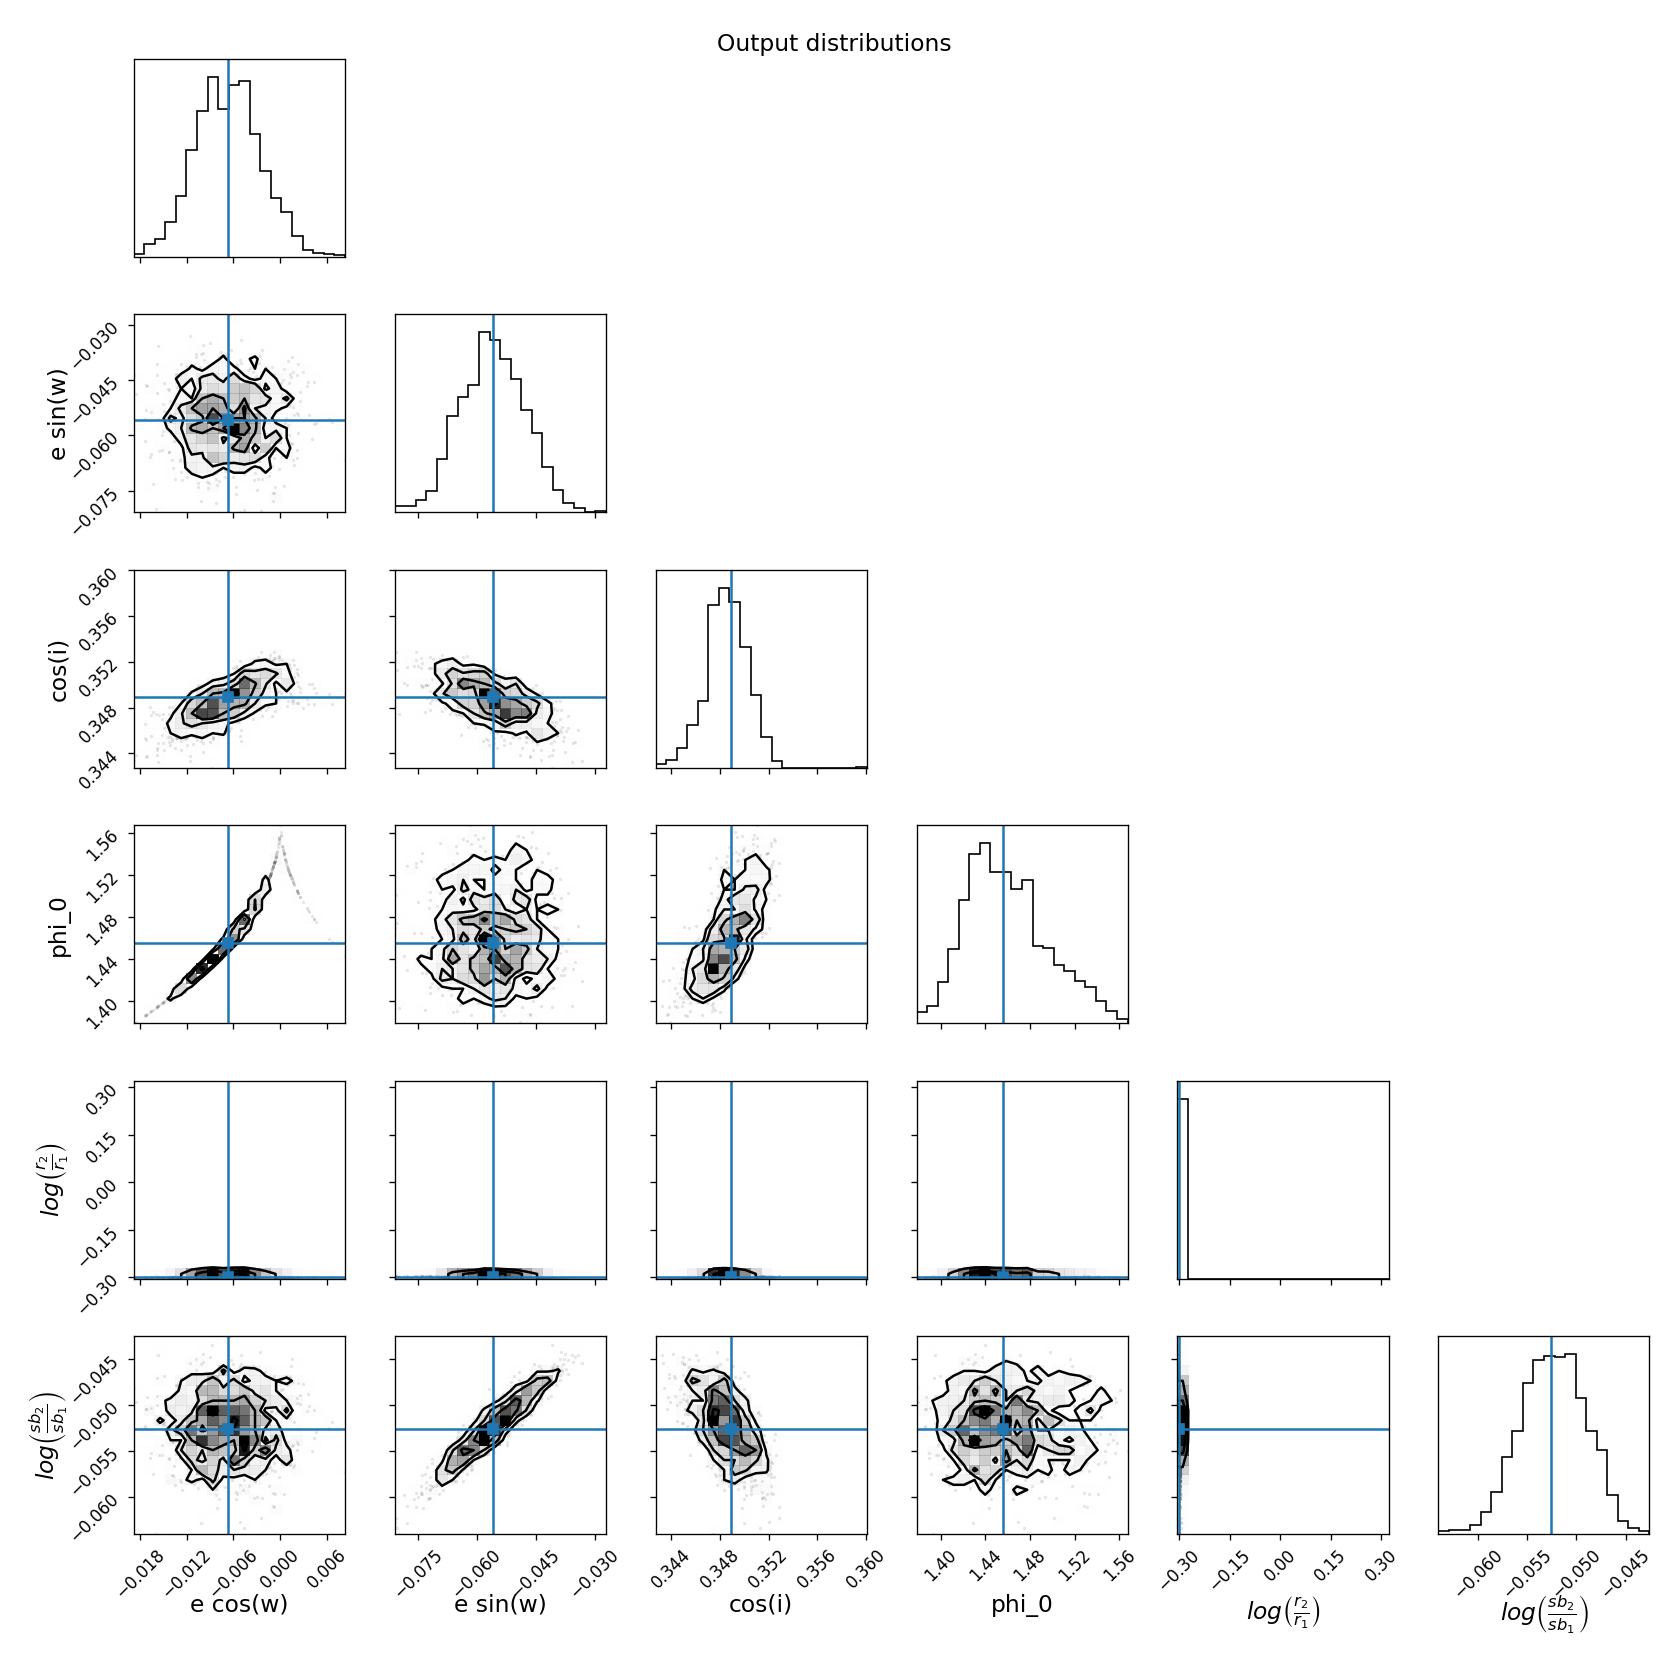 Output distributions
−0.030
−0.045
−0.060
−0.075
e sin(w)
0.360
0.356
0.352
0.348
0.344
cos(i)
1.56
1.52
1.48
1.44
1.40
phi_0
0.30
0.15
0.00
−0.15
−0.30
log(r₂/r₁)
−0.045
−0.050
−0.055
−0.060
log(sb₂/sb₁)
−0.018 −0.012 −0.006 0.000 0.006
e cos(w)
−0.075 −0.060 −0.045 −0.030
e sin(w)
0.344 0.348 0.352 0.356 0.360
cos(i)
1.40 1.44 1.48 1.52 1.56
phi_0
−0.30 −0.15 0.00 0.15 0.30
log(r₂/r₁)
−0.060 −0.055 −0.050 −0.045
log(sb₂/sb₁)